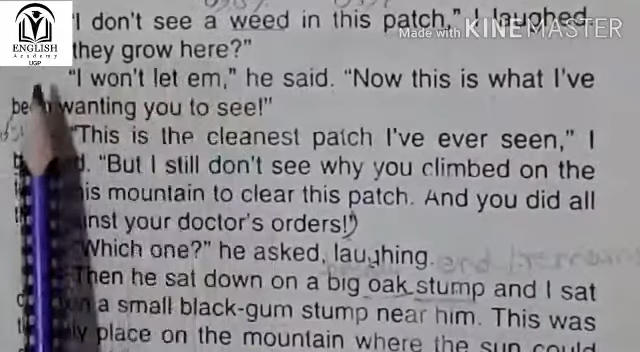 "I don't see a weed in this patch," I laughed.
they grow here?"
"I won't let em," he said. "Now this is what I've
wanting you to see!"
"This is the cleanest patch I've ever seen," I
"But I still don't see why you climbed on the
mountain to clear this patch. And you did all
your doctor's orders!)
"Which one?" he asked, laughing.
Then he sat down on a big oak stump and I sat
a small black-gum stump near him. This was
place on the mountain where the sun could
ENGLISH
Academy
UGP
Made with KINEMASTER